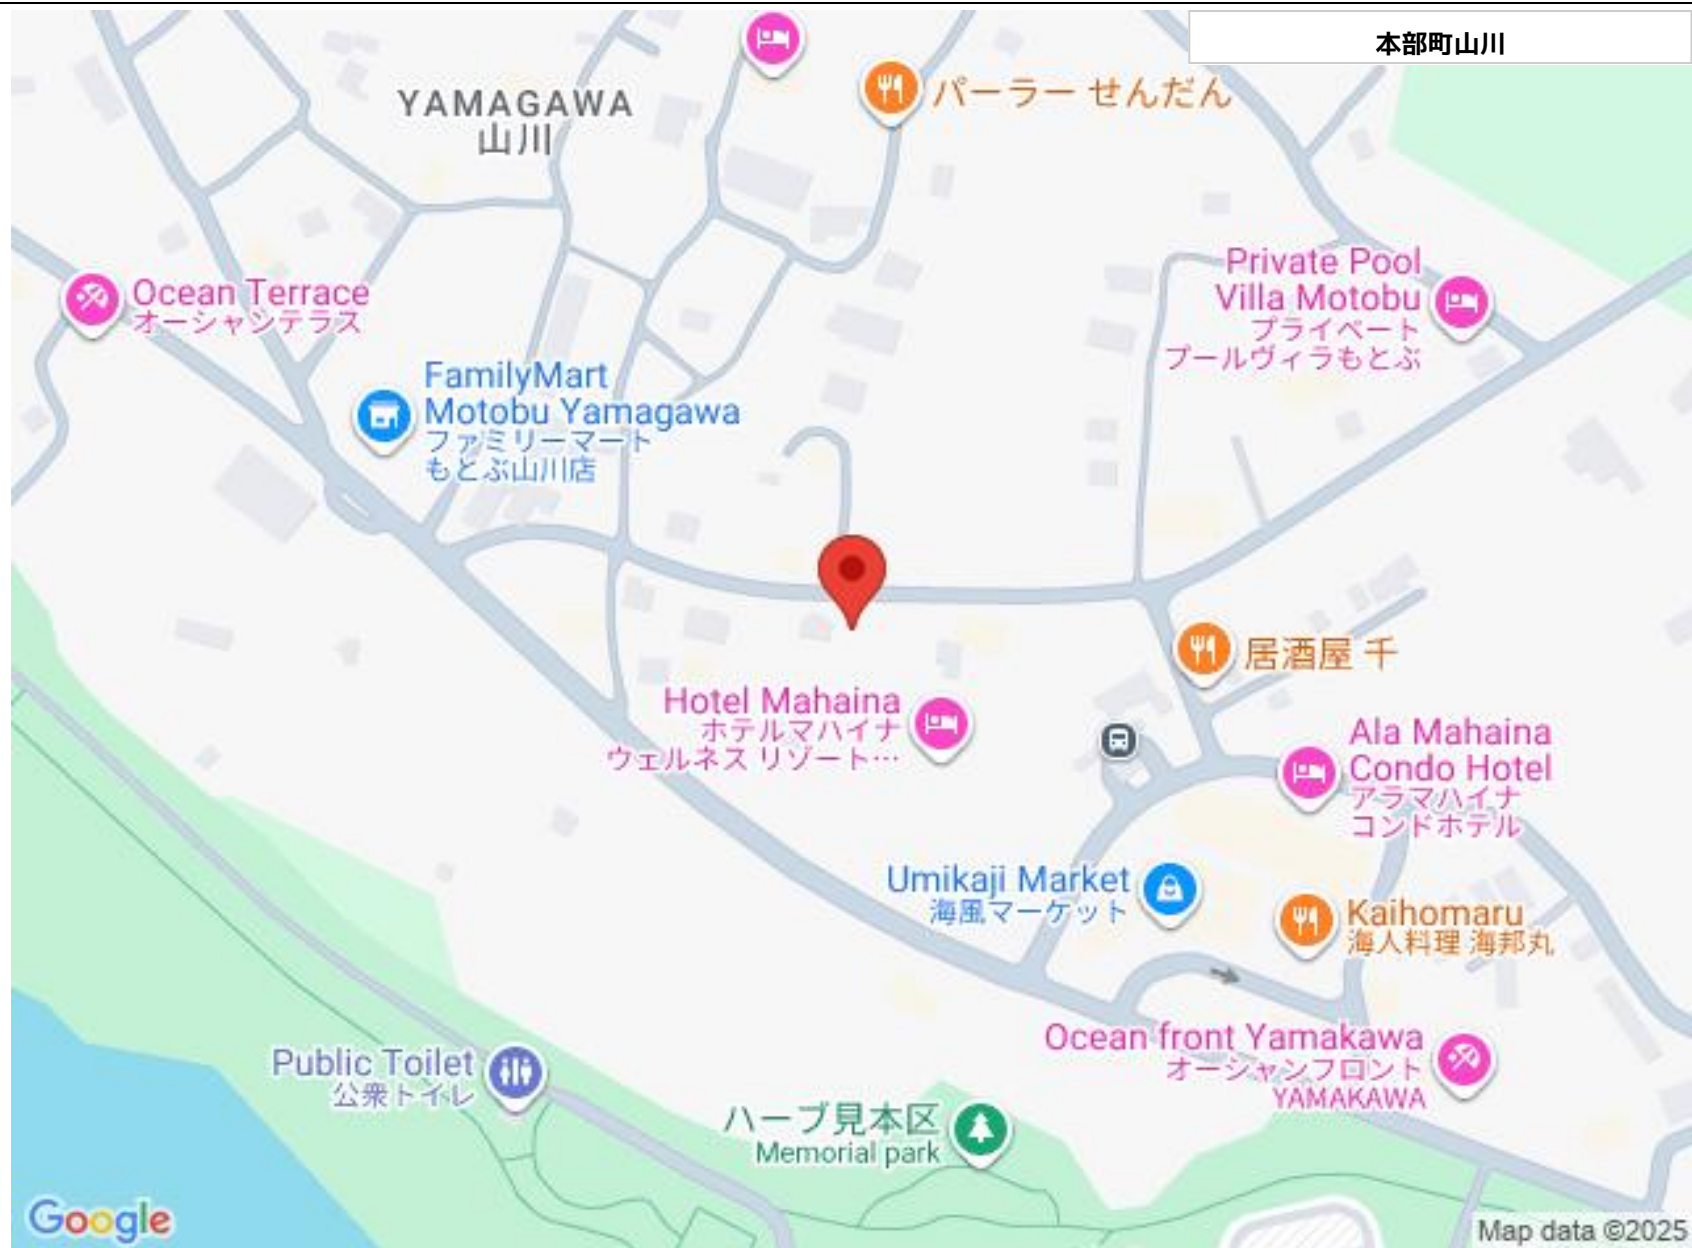 本部町山川
パーラー せんだん
YAMAGAWA
山川
Private Pool
Villa Motobu
プライベート
プールヴィラもとぶ
Ocean Terrace
オーシャンテラス
FamilyMart
Motobu Yamagawa
ファミリーマート
もとぶ山川店
居酒屋 千
Hotel Mahaina
ホテルマハイナ
ウェルネス リゾート…
Ala Mahaina
Condo Hotel
アラマハイナ
コンドホテル
Umikaji Market
海風マーケット
Kaihomaru
海人料理 海邦丸
Ocean front Yamakawa
オーシャンフロント
YAMAKAWA
Public Toilet
公衆トイレ
ハーブ見本区
Memorial park
Google
Map data ©2025